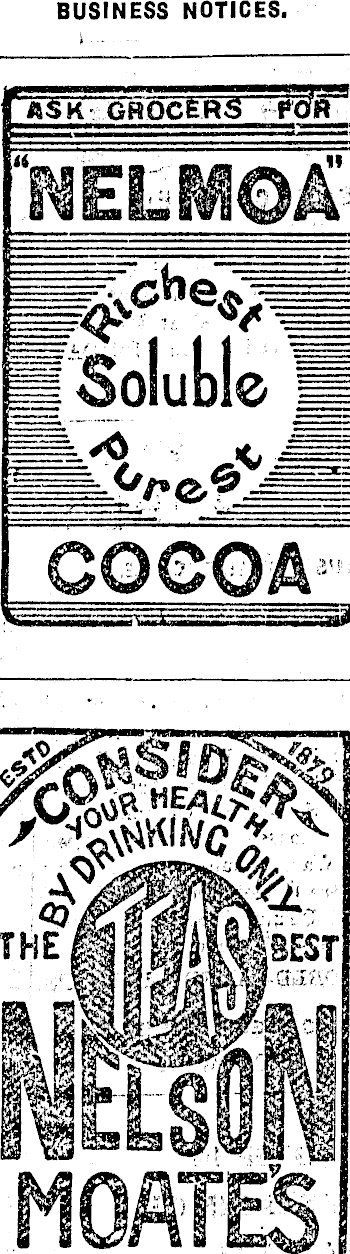 BUSINESS NOTICES.
ASK GROCERS FOR
"NELMOA"
Richest
Soluble
Purest
COCOA
ESTD 1879
CONSIDER
YOUR HEALTH
BY DRINKING ONLY
THE BEST
TEAS
NELSON
MOATE'S